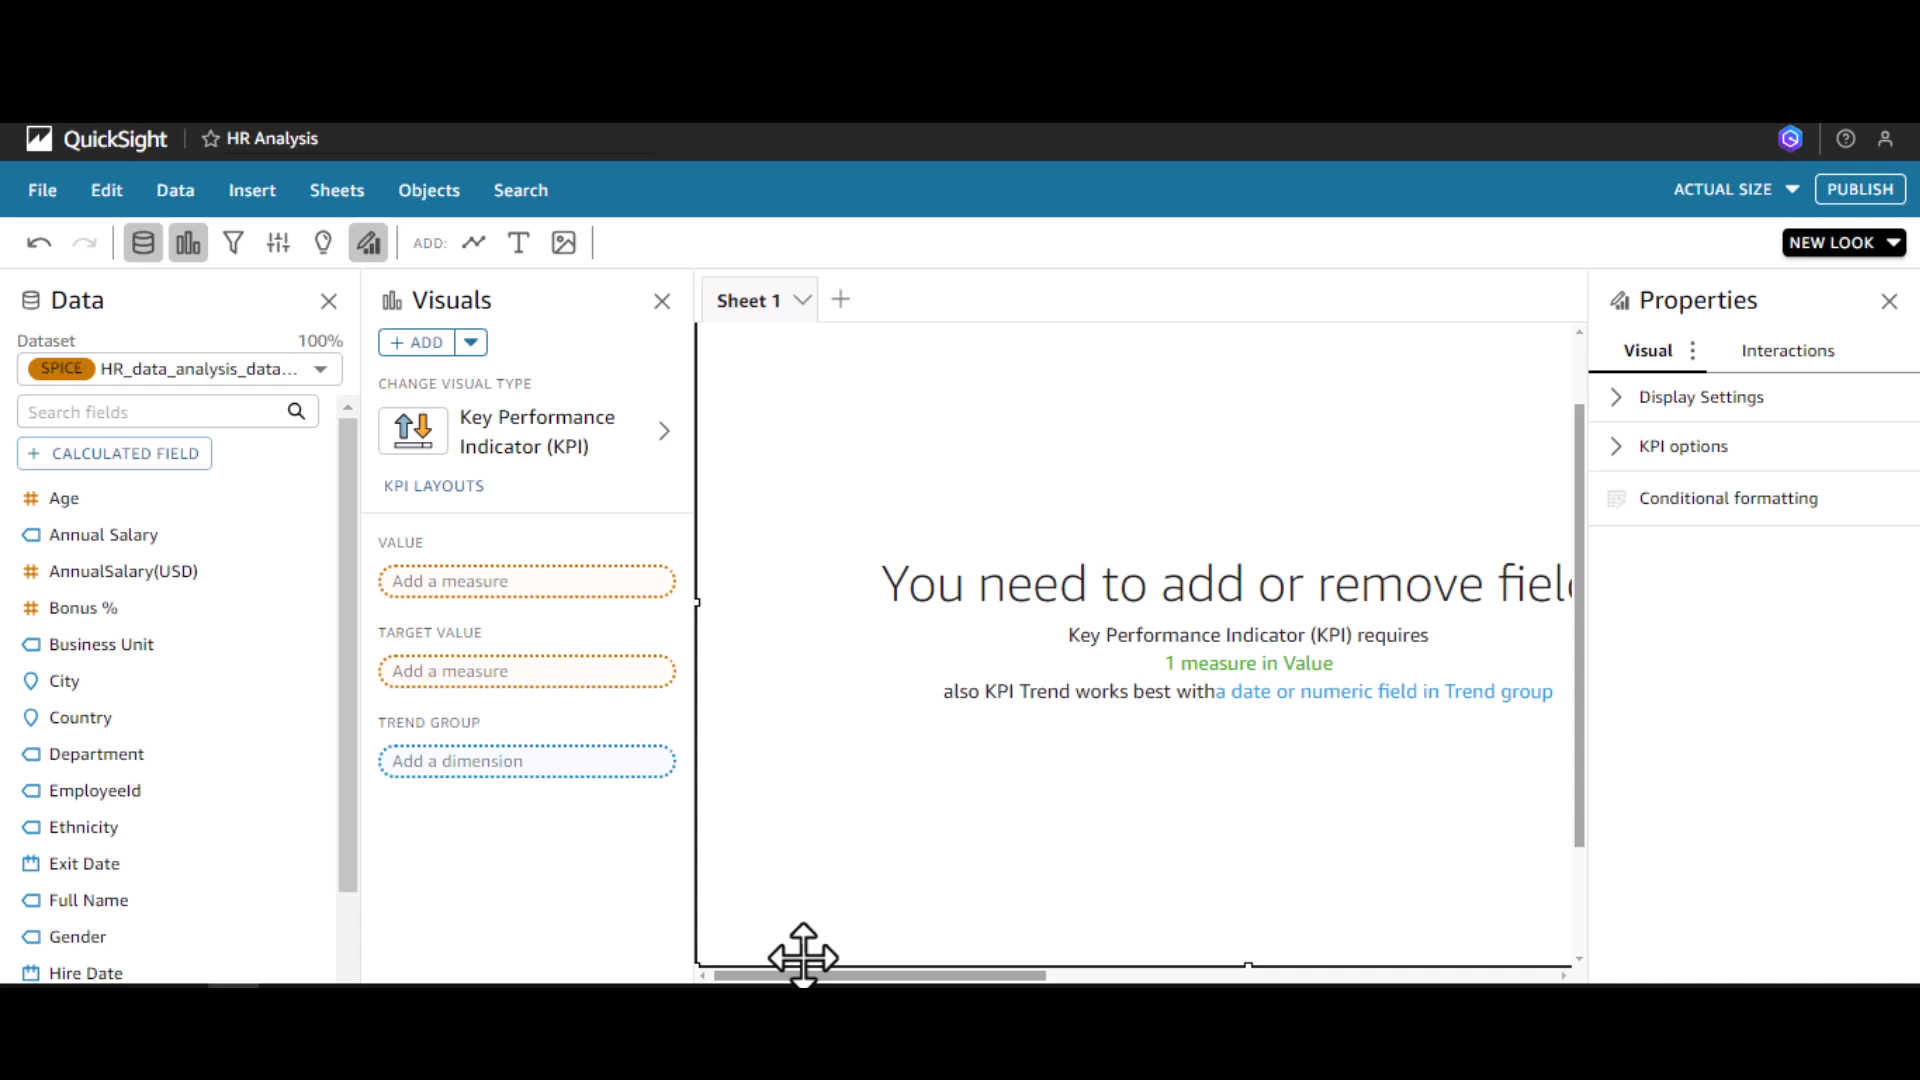 QuickSight HR Analysis
File Edit Data Insert Sheets Objects Search ACTUAL SIZE PUBLISH
ADD: NEW LOOK
Data
Dataset 100%
SPICE HR_data_analysis_data...
Search fields
+ CALCULATED FIELD
Age
Annual Salary
AnnualSalary(USD)
Bonus %
Business Unit
City
Country
Department
EmployeeId
Ethnicity
Exit Date
Full Name
Gender
Hire Date
Visuals
+ ADD
CHANGE VISUAL TYPE
Key Performance
Indicator (KPI)
KPI LAYOUTS
VALUE
Add a measure
TARGET VALUE
Add a measure
TREND GROUP
Add a dimension
Sheet 1
You need to add or remove fiel
Key Performance Indicator (KPI) requires
1 measure in Value
also KPI Trend works best witha date or numeric field in Trend group
Properties
Visual Interactions
Display Settings
KPI options
Conditional formatting